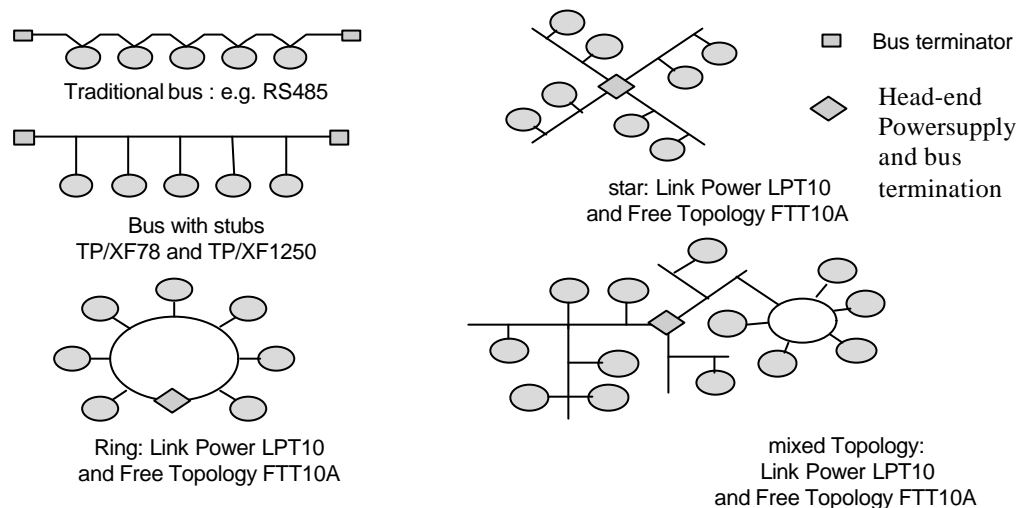 Traditional bus : e.g. RS485
Bus with stubs
TP/XF78 and TP/XF1250
Ring: Link Power LPT10
and Free Topology FTT10A
star: Link Power LPT10
and Free Topology FTT10A
Bus terminator
Head-end
Powersupply
and bus
termination
mixed Topology:
Link Power LPT10
and Free Topology FTT10A